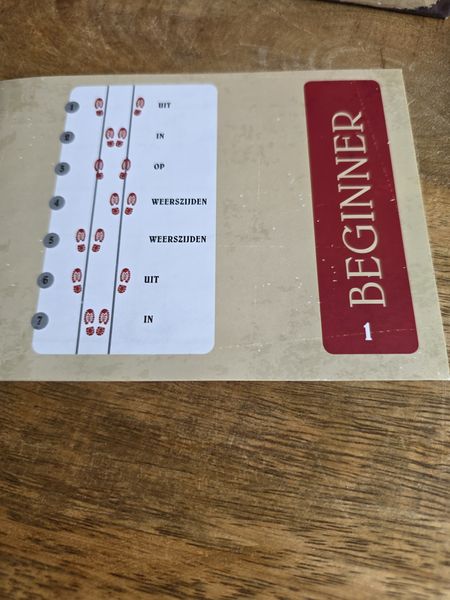 1 UIT
2 IN
3 OP
4 WEERSZIJDEN
5 WEERSZIJDEN
6 UIT
7 IN
1 BEGINNER